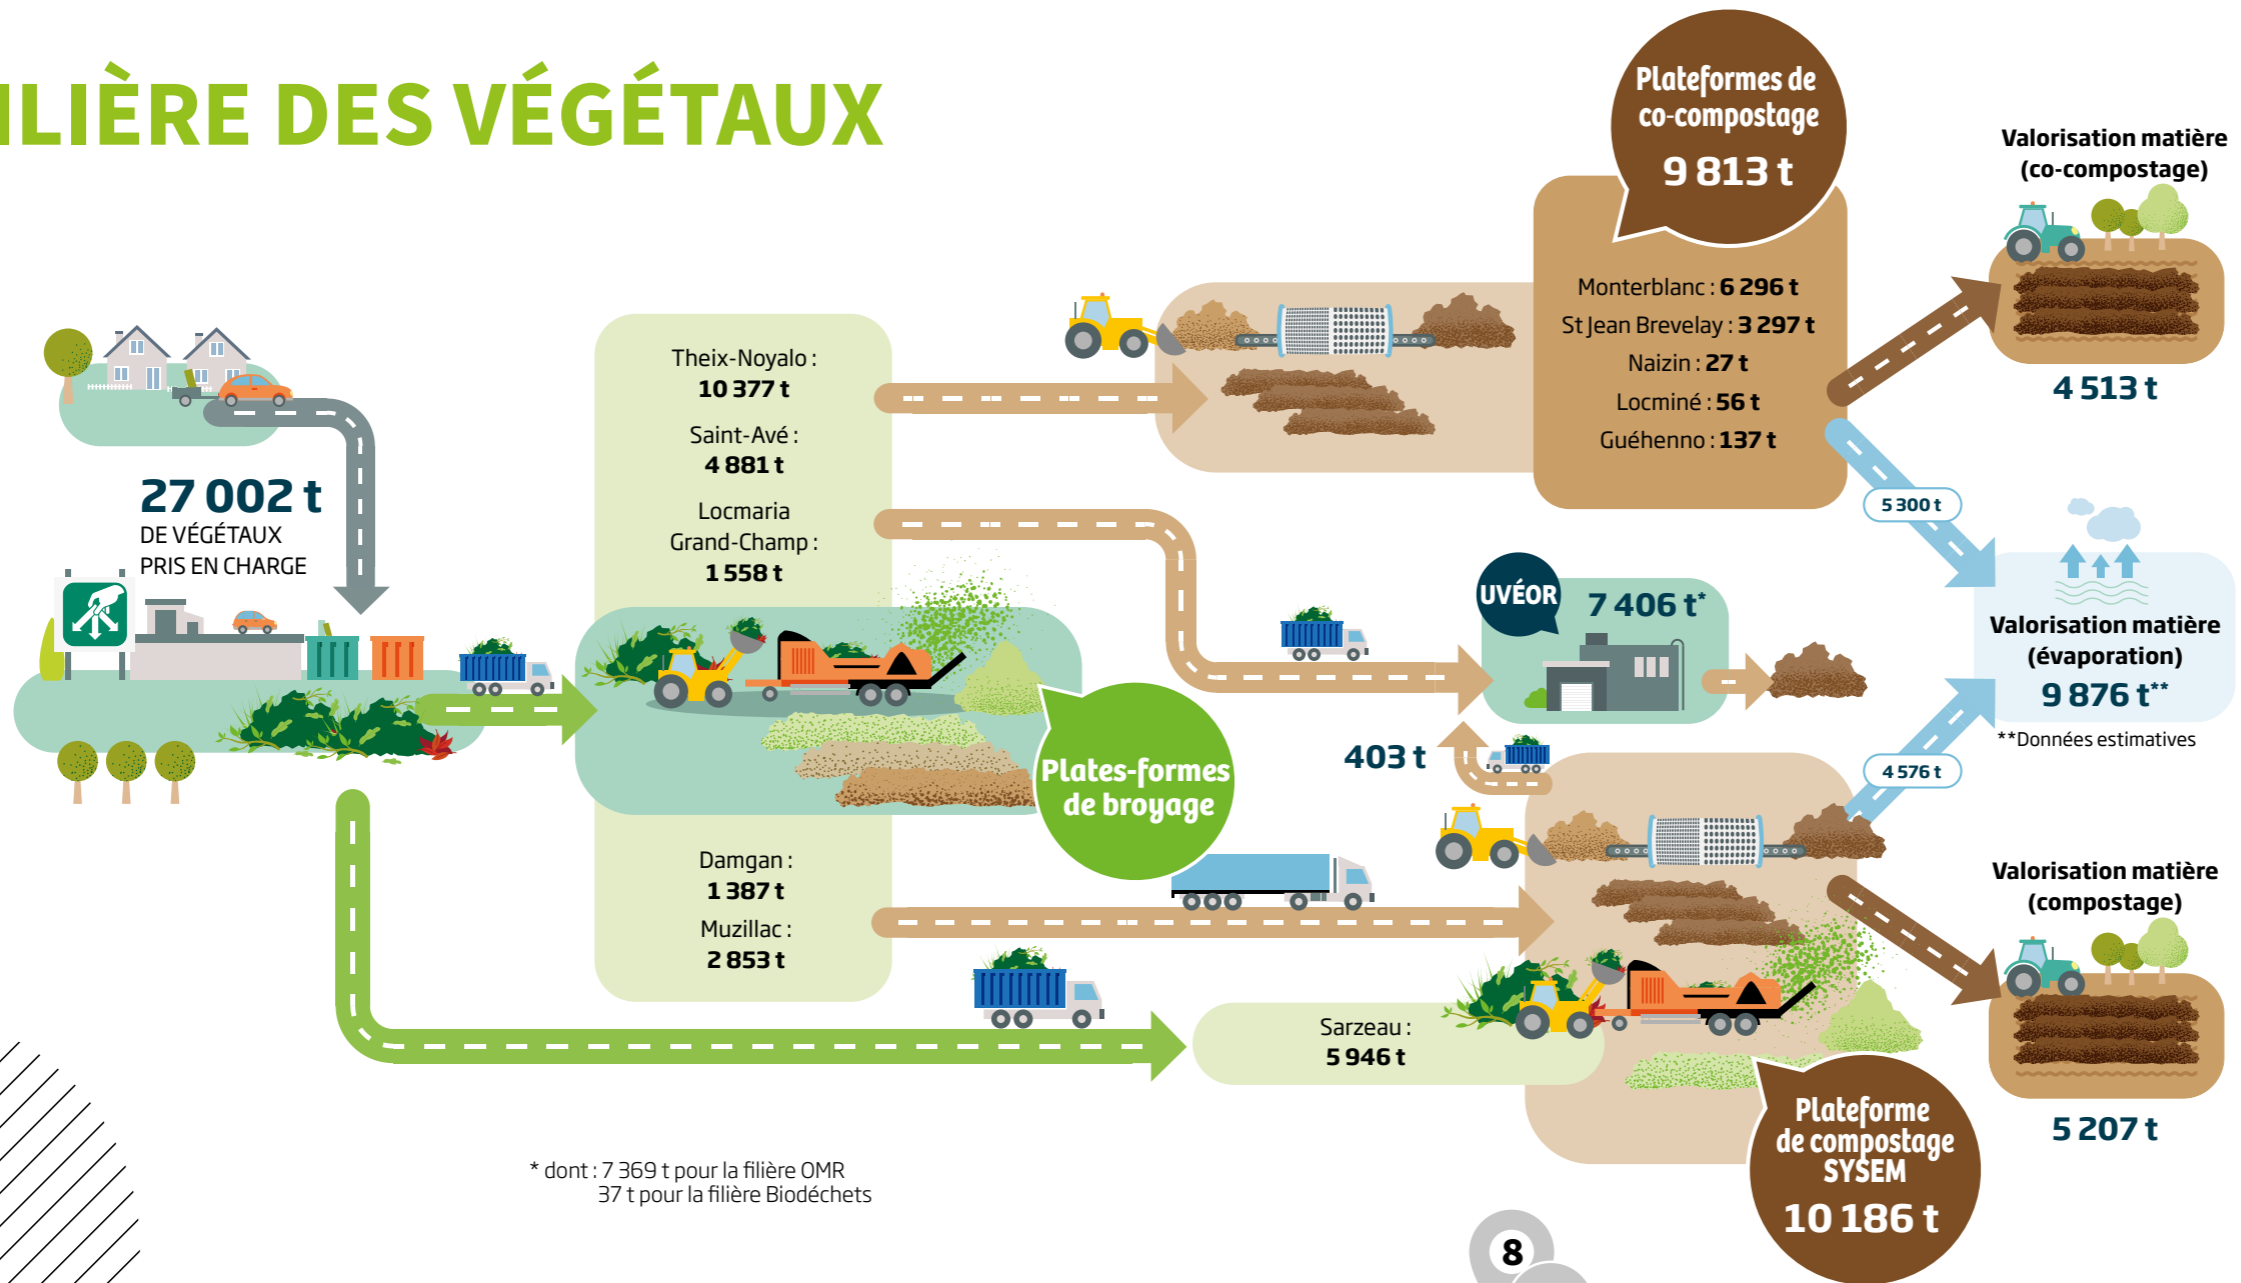 ILIÈRE DES VÉGÉTAUX
27 002 t
DE VÉGÉTAUX
PRIS EN CHARGE
Theix-Noyalo :
10 377 t
Saint-Avé :
4 881 t
Locmaria
Grand-Champ :
1 558 t
Plates-formes
de broyage
Damgan :
1 387 t
Muzillac :
2 853 t
Sarzeau :
5 946 t
Plateformes de
co-compostage
9 813 t
Monterblanc : 6 296 t
St Jean Brevelay : 3 297 t
Naizin : 27 t
Locminé : 56 t
Guéhenno : 137 t
UVÉOR
7 406 t*
403 t
Plateforme
de compostage
SYSEM
10 186 t
Valorisation matière
(co-compostage)
4 513 t
5 300 t
Valorisation matière
(évaporation)
9 876 t**
**Données estimatives
4 576 t
Valorisation matière
(compostage)
5 207 t
* dont : 7 369 t pour la filière OMR
37 t pour la filière Biodéchets
8